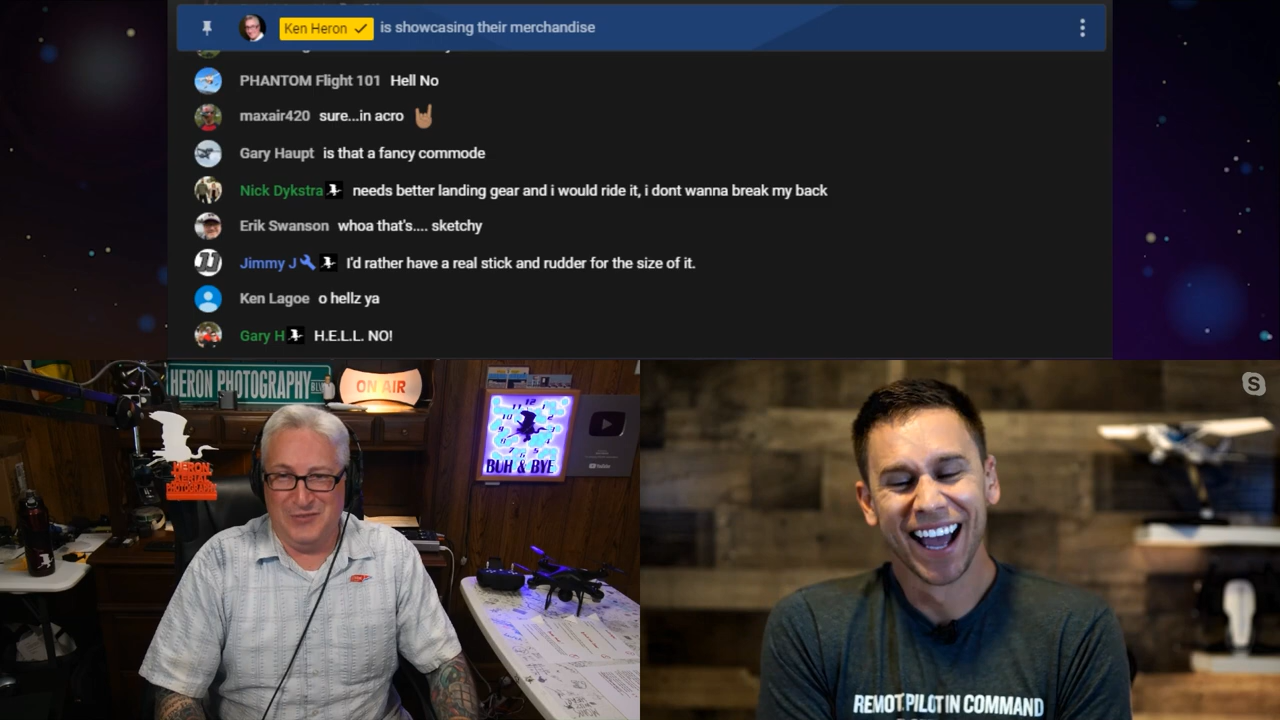 Ken Heron is showcasing their merchandise
PHANTOM Flight 101 Hell No
maxair420 sure...in acro 🤘🏽
Gary Haupt is that a fancy commode
Nick Dykstra needs better landing gear and i would ride it, i dont wanna break my back
Erik Swanson whoa that's.... sketchy
Jimmy J I'd rather have a real stick and rudder for the size of it.
Ken Lagoe o hellz ya
Gary H H.E.L.L. NO!
HERON PHOTOGRAPHY BLVD
ON AIR
HERON
AERIAL
PHOTOGRAPHY
12
BUH & BYE
YouTube
S
REMOTE PILOT IN COMMAND